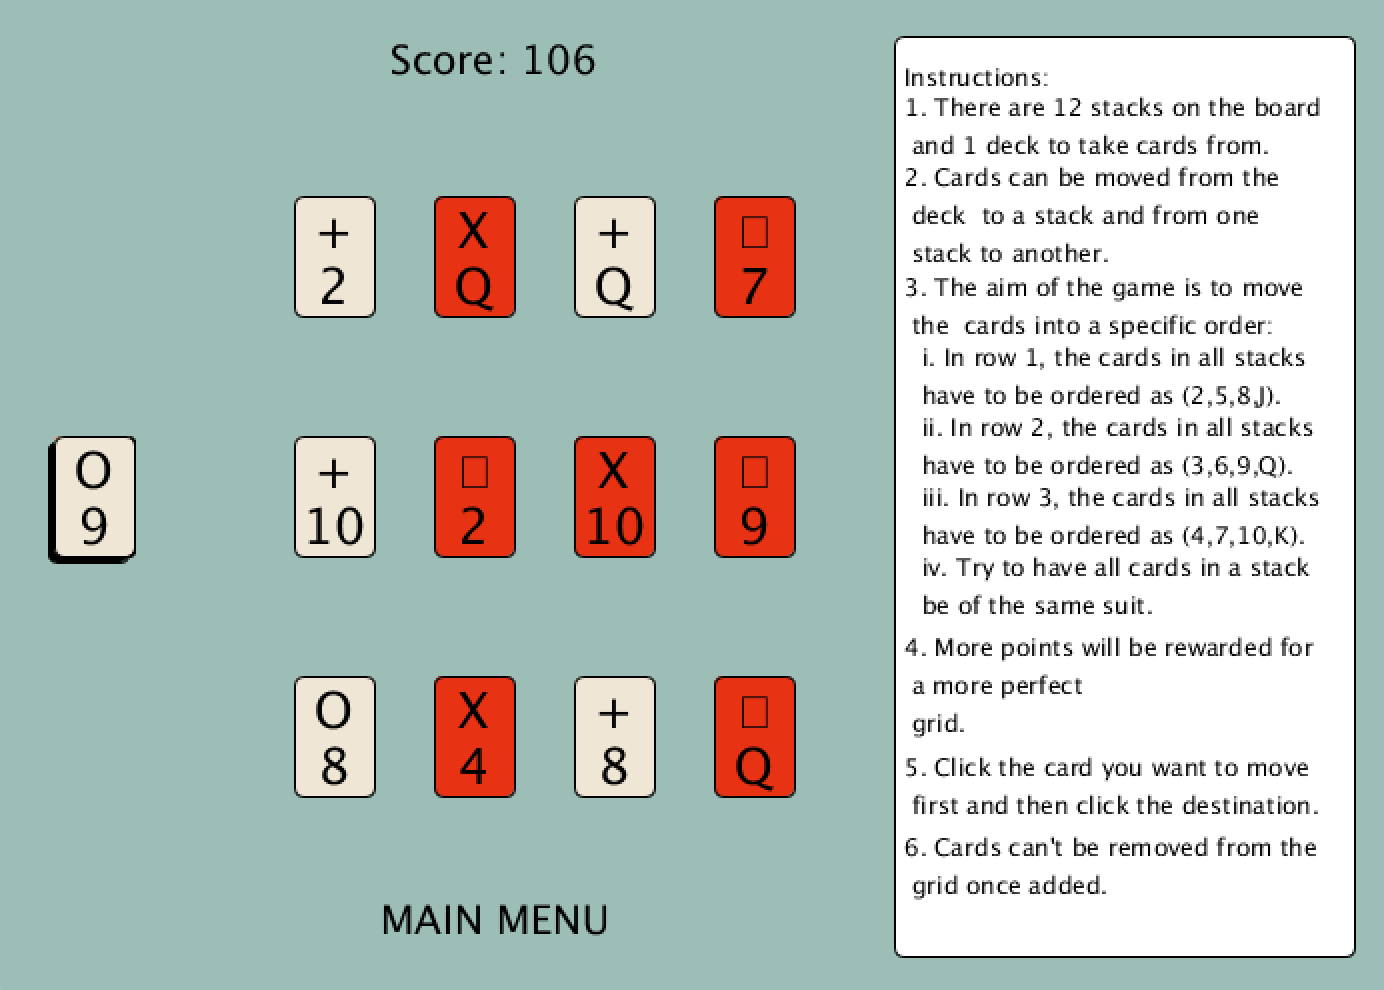 Score: 106
+ X + □
2 Q Q 7
O + □ X □
9 10 2 10 9
O X + □
8 4 8 Q
MAIN MENU
Instructions:
1. There are 12 stacks on the board
and 1 deck to take cards from.
2. Cards can be moved from the
deck  to a stack and from one
stack to another.
3. The aim of the game is to move
the  cards into a specific order:
i. In row 1, the cards in all stacks
have to be ordered as (2,5,8,J).
ii. In row 2, the cards in all stacks
have to be ordered as (3,6,9,Q).
iii. In row 3, the cards in all stacks
have to be ordered as (4,7,10,K).
iv. Try to have all cards in a stack
be of the same suit.
4. More points will be rewarded for
a more perfect
grid.
5. Click the card you want to move
first and then click the destination.
6. Cards can't be removed from the
grid once added.